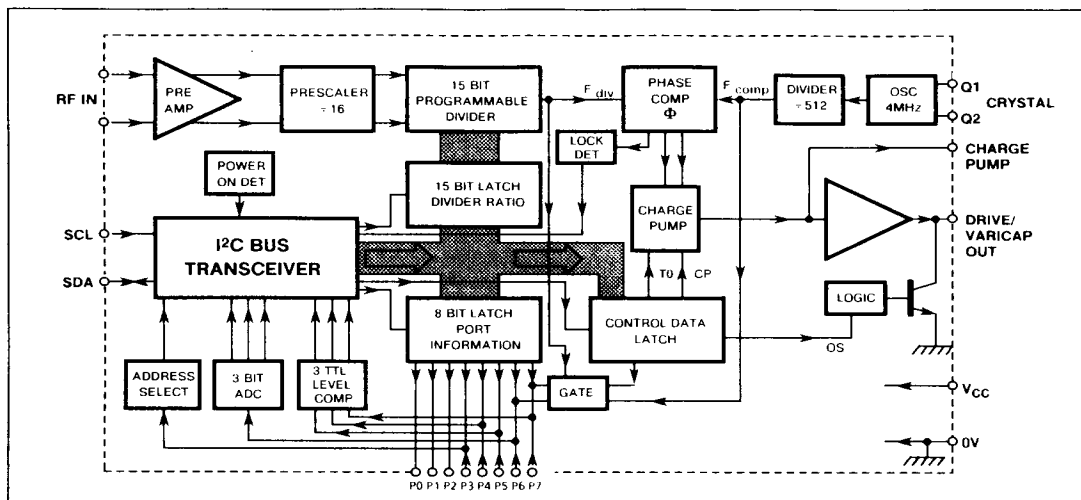 RF IN
PRE
AMP
PRESCALER
÷16
15 BIT
PROGRAMMABLE
DIVIDER
Fdiv
PHASE
COMP
Φ
Fcomp
DIVIDER
÷512
OSC
4MHz
Q1
Q2
CRYSTAL
LOCK
DET
CHARGE
PUMP
POWER
ON DET
15 BIT LATCH
DIVIDER RATIO
CHARGE
PUMP
DRIVE/
VARICAP
OUT
SCL
SDA
I²C BUS
TRANSCEIVER
T0
CP
8 BIT LATCH
PORT
INFORMATION
CONTROL DATA
LATCH
LOGIC
OS
ADDRESS
SELECT
3 BIT
ADC
3 TTL
LEVEL
COMP
GATE
VCC
0V
P0 P1 P2 P3 P4 P5 P6 P7